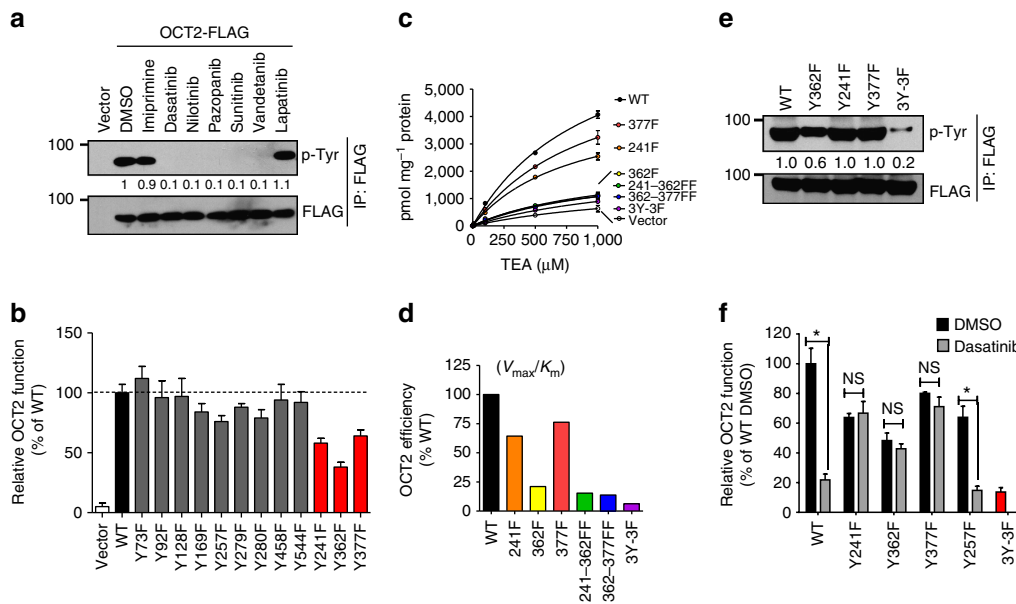 a
OCT2-FLAG
Vector
DMSO
Imiprimine
Dasatinib
Nilotinib
Pazopanib
Sunitinib
Vandetanib
Lapatinib
100
p-Tyr
1 0.9 0.1 0.1 0.1 0.1 0.1 1.1
100
FLAG
IP: FLAG
b
Relative OCT2 function
(% of WT)
150
100
50
0
Vector
WT
Y73F
Y92F
Y128F
Y169F
Y257F
Y279F
Y280F
Y458F
Y544F
Y241F
Y362F
Y377F
c
pmol mg⁻¹ protein
5,000
4,000
3,000
2,000
1,000
0
0 250 500 750 1,000
TEA (μM)
WT
377F
241F
362F
241–362FF
362–377FF
3Y-3F
Vector
d
(Vmax/Km)
OCT2 efficiency
(% WT)
125
100
75
50
25
0
WT
241F
362F
377F
241–362FF
362–377F
3Y-3F
e
WT
Y362F
Y241F
Y377F
3Y-3F
100
p-Tyr
1.0 0.6 1.0 1.0 0.2
100
FLAG
IP: FLAG
f
DMSO
Dasatinib
Relative OCT2 function
(% of WT DMSO)
120
100
80
60
40
20
0
*
NS
NS
NS
*
WT
Y241F
Y362F
Y377F
Y257F
3Y-3F